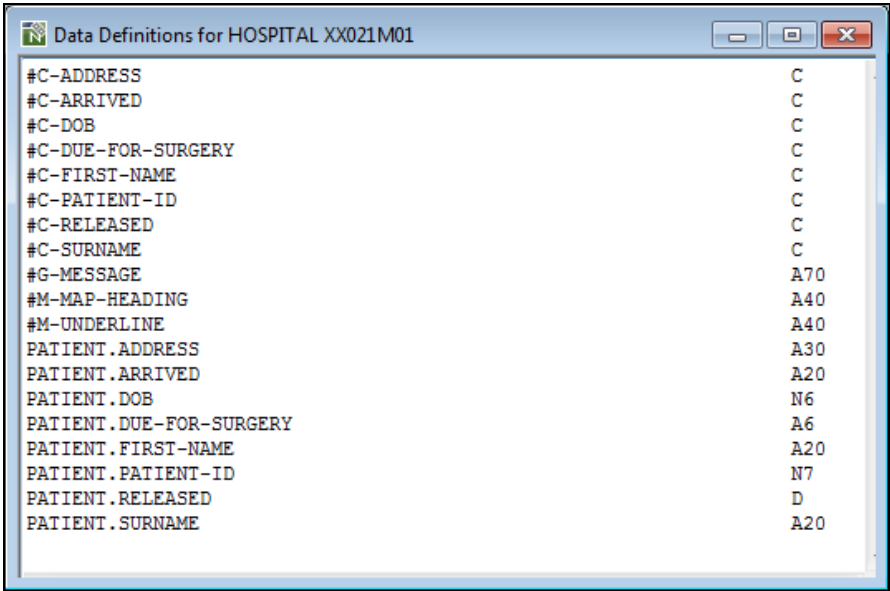 Data Definitions for HOSPITAL XX021M01
#C-ADDRESS C
#C-ARRIVED C
#C-DOB C
#C-DUE-FOR-SURGERY C
#C-FIRST-NAME C
#C-PATIENT-ID C
#C-RELEASED C
#C-SURNAME C
#G-MESSAGE A70
#M-MAP-HEADING A40
#M-UNDERLINE A40
PATIENT.ADDRESS A30
PATIENT.ARRIVED A20
PATIENT.DOB N6
PATIENT.DUE-FOR-SURGERY A6
PATIENT.FIRST-NAME A20
PATIENT.PATIENT-ID N7
PATIENT.RELEASED D
PATIENT.SURNAME A20